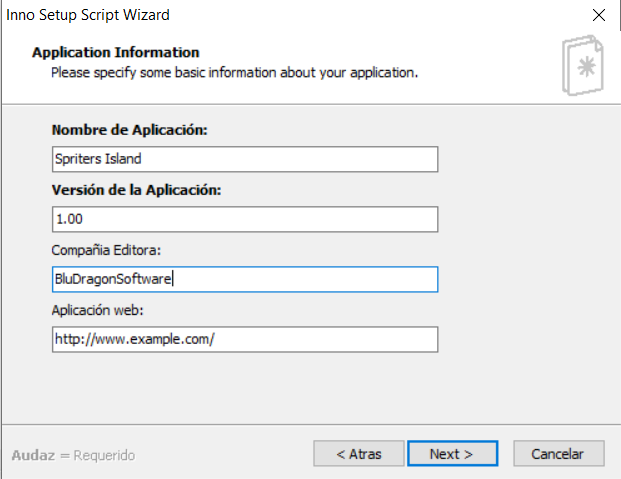 Inno Setup Script Wizard
Application Information
Please specify some basic information about your application.
Nombre de Aplicación:
Spriters Island
Versión de la Aplicación:
1.00
Compañia Editora:
BluDragonSoftware
Aplicación web:
http://www.example.com/
Audaz = Requerido
< Atras
Next >
Cancelar